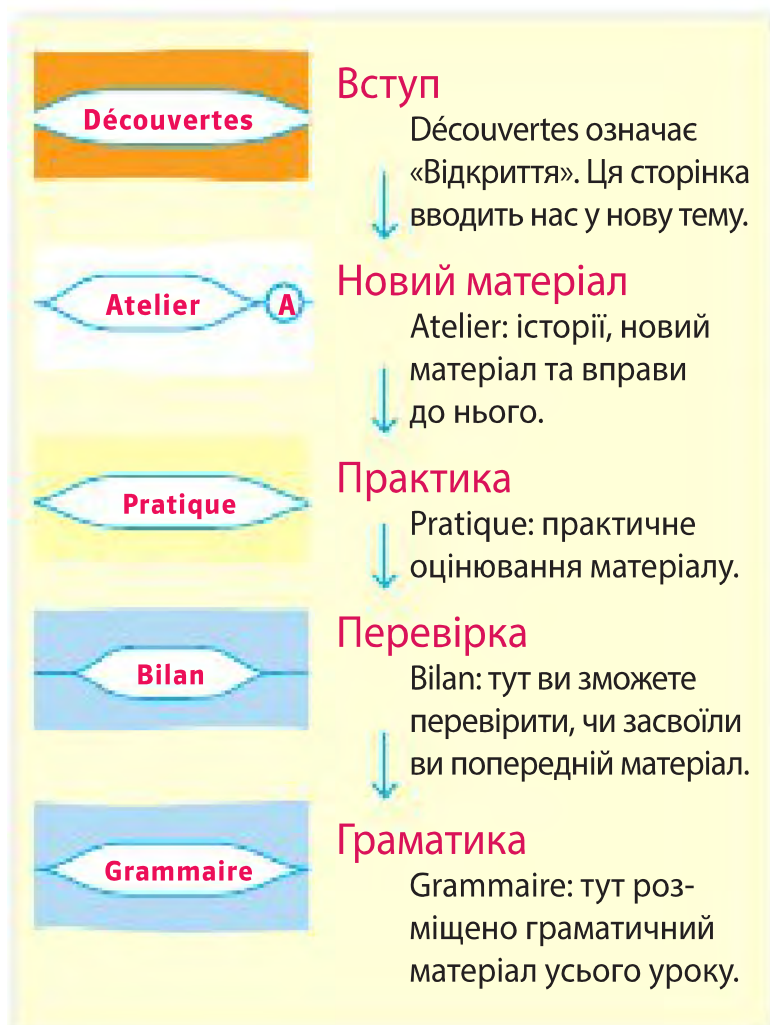 Découvertes
Вступ
Découvertes означає
«Відкриття». Ця сторінка
вводить нас у нову тему.
Atelier A
Новий матеріал
Atelier: історії, новий
матеріал та вправи
до нього.
Pratique
Практика
Pratique: практичне
оцінювання матеріалу.
Bilan
Перевірка
Bilan: тут ви зможете
перевірити, чи засвоїли
ви попередній матеріал.
Grammaire
Граматика
Grammaire: тут роз-
міщено граматичний
матеріал усього уроку.